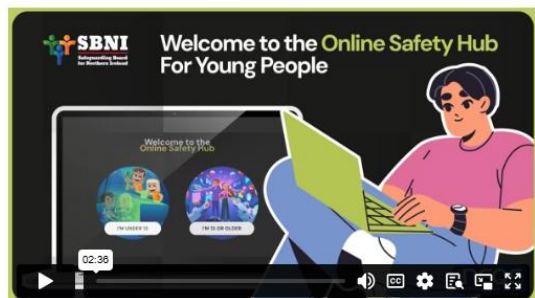 SBNI
Safeguarding Board
for Northern Ireland
Welcome to the Online Safety Hub
For Young People
Welcome to the
Online Safety Hub
I'M UNDER 13
I'M 13 OR OLDER
02:36
CC